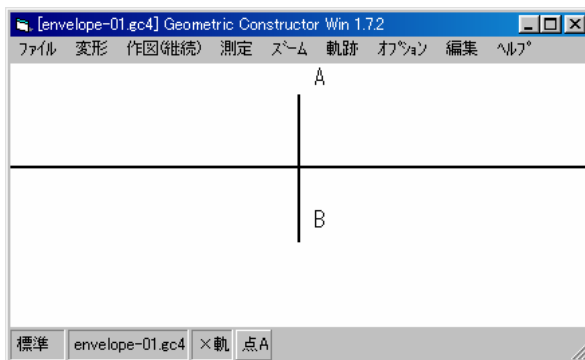 [envelope-01.gc4] Geometric Constructor Win 1.7.2
ファイル 変形 作図(継続) 測定 ズーム 軌跡 オプション 編集 ヘルプ
A
B
標準 envelope-01.gc4 ×軌 点A